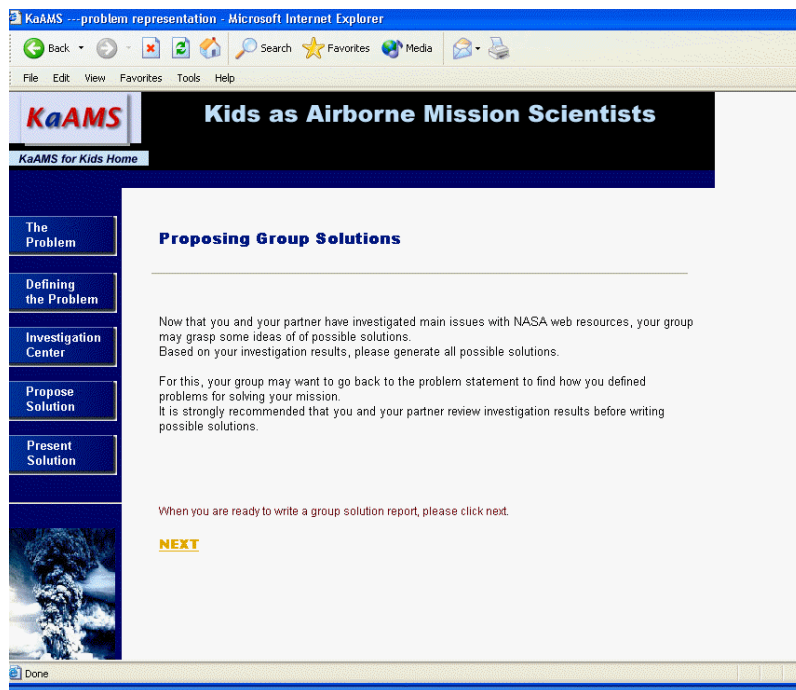 KaAMS ---problem representation - Microsoft Internet Explorer
Back Search Favorites Media
File Edit View Favorites Tools Help
KaAMS
Kids as Airborne Mission Scientists
KaAMS for Kids Home
The
Problem
Defining
the Problem
Investigation
Center
Propose
Solution
Present
Solution
Proposing Group Solutions
Now that you and your partner have investigated main issues with NASA web resources, your group
may grasp some ideas of of possible solutions.
Based on your investigation results, please generate all possible solutions.
For this, your group may want to go back to the problem statement to find how you defined
problems for solving your mission.
It is strongly recommended that you and your partner review investigation results before writing
possible solutions.
When you are ready to write a group solution report, please click next.
NEXT
Done